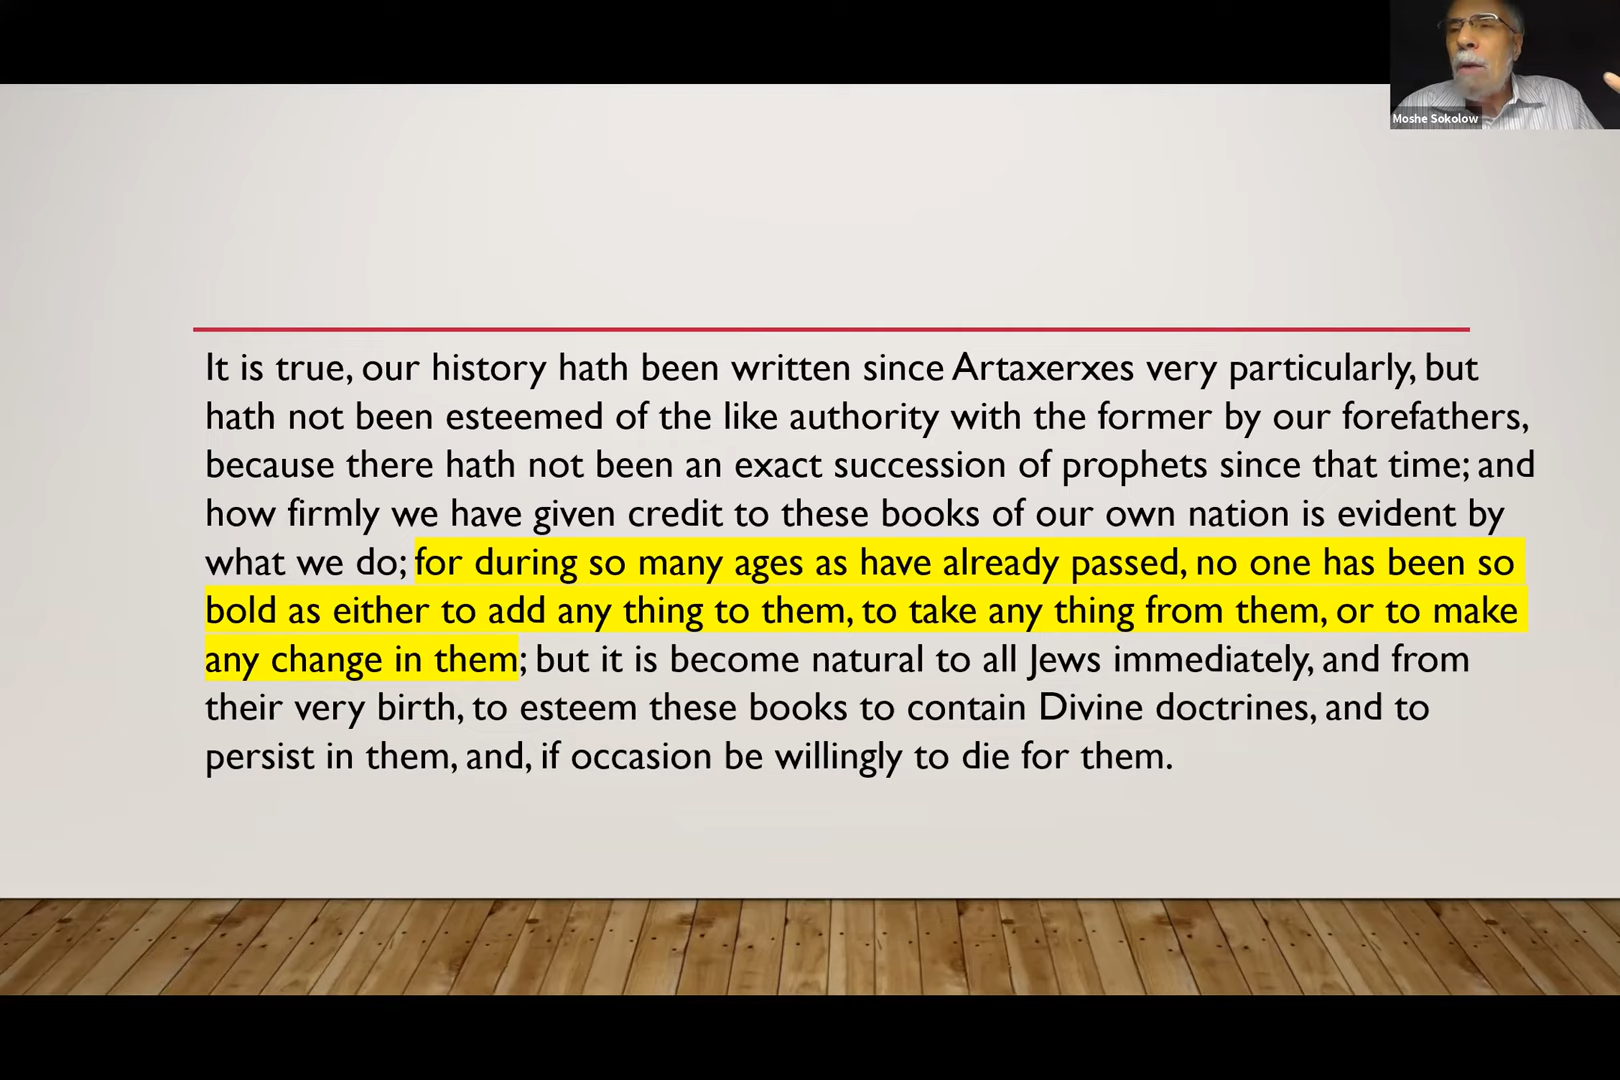 Moshe Sokolow
It is true, our history hath been written since Artaxerxes very particularly, but
hath not been esteemed of the like authority with the former by our forefathers,
because there hath not been an exact succession of prophets since that time; and
how firmly we have given credit to these books of our own nation is evident by
what we do; for during so many ages as have already passed, no one has been so
bold as either to add any thing to them, to take any thing from them, or to make
any change in them; but it is become natural to all Jews immediately, and from
their very birth, to esteem these books to contain Divine doctrines, and to
persist in them, and, if occasion be willingly to die for them.